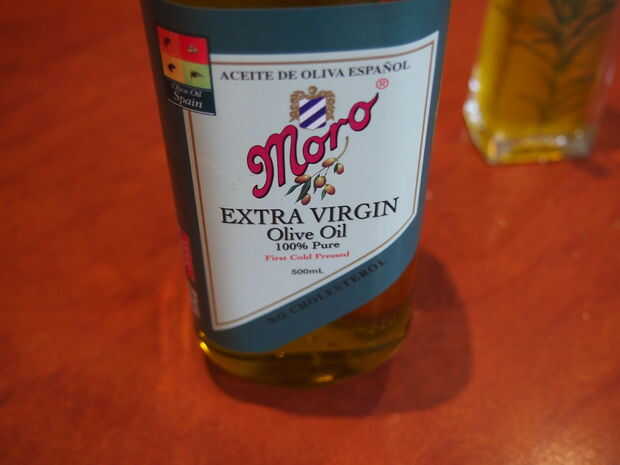 Olive Oil
Spain
ACEITE DE OLIVA ESPAÑOL
Moro®
EXTRA VIRGIN
Olive Oil
100% Pure
First Cold Pressed
500mL
NO CHOLESTEROL